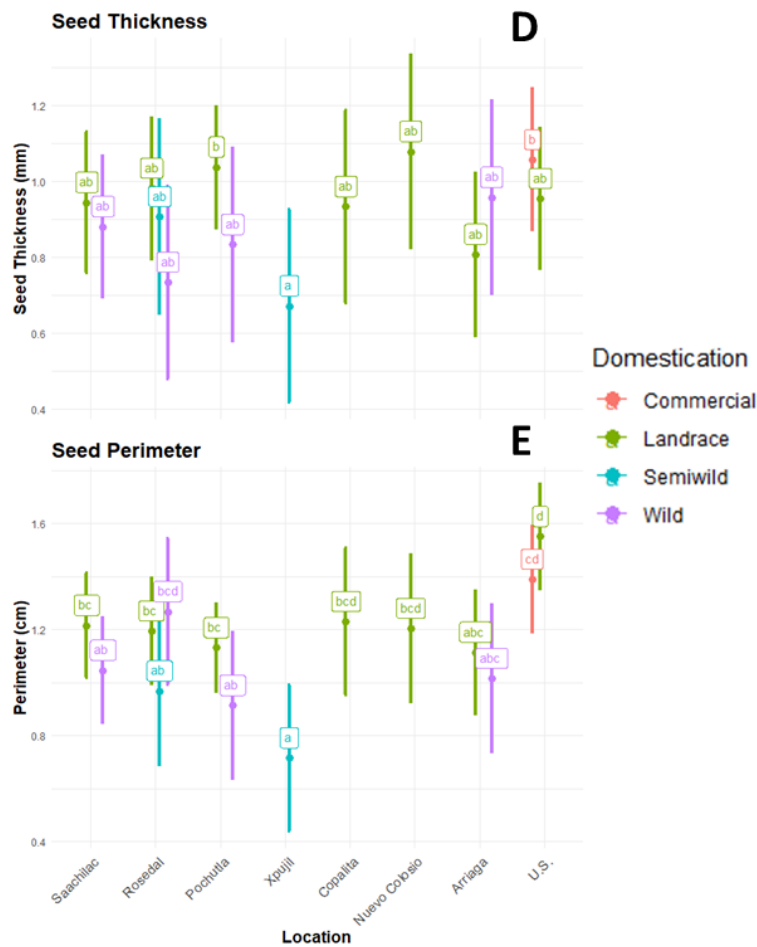 Seed Thickness
D
Seed Thickness (mm)
1.2
1.0
0.8
0.6
0.4
ab
ab
ab
ab
ab
b
ab
a
ab
ab
ab
ab
b
ab
Seed Perimeter
E
Perimeter (cm)
1.6
1.2
0.8
0.4
bc
ab
bc
ab
bcd
bc
ab
a
bcd
bcd
abc
abc
cd
d
Saachilac
Rosedal
Pochutla
Xpujil
Copalita
Nuevo Colosio
Arriaga
U.S.
Location
Domestication
Commercial
Landrace
Semiwild
Wild